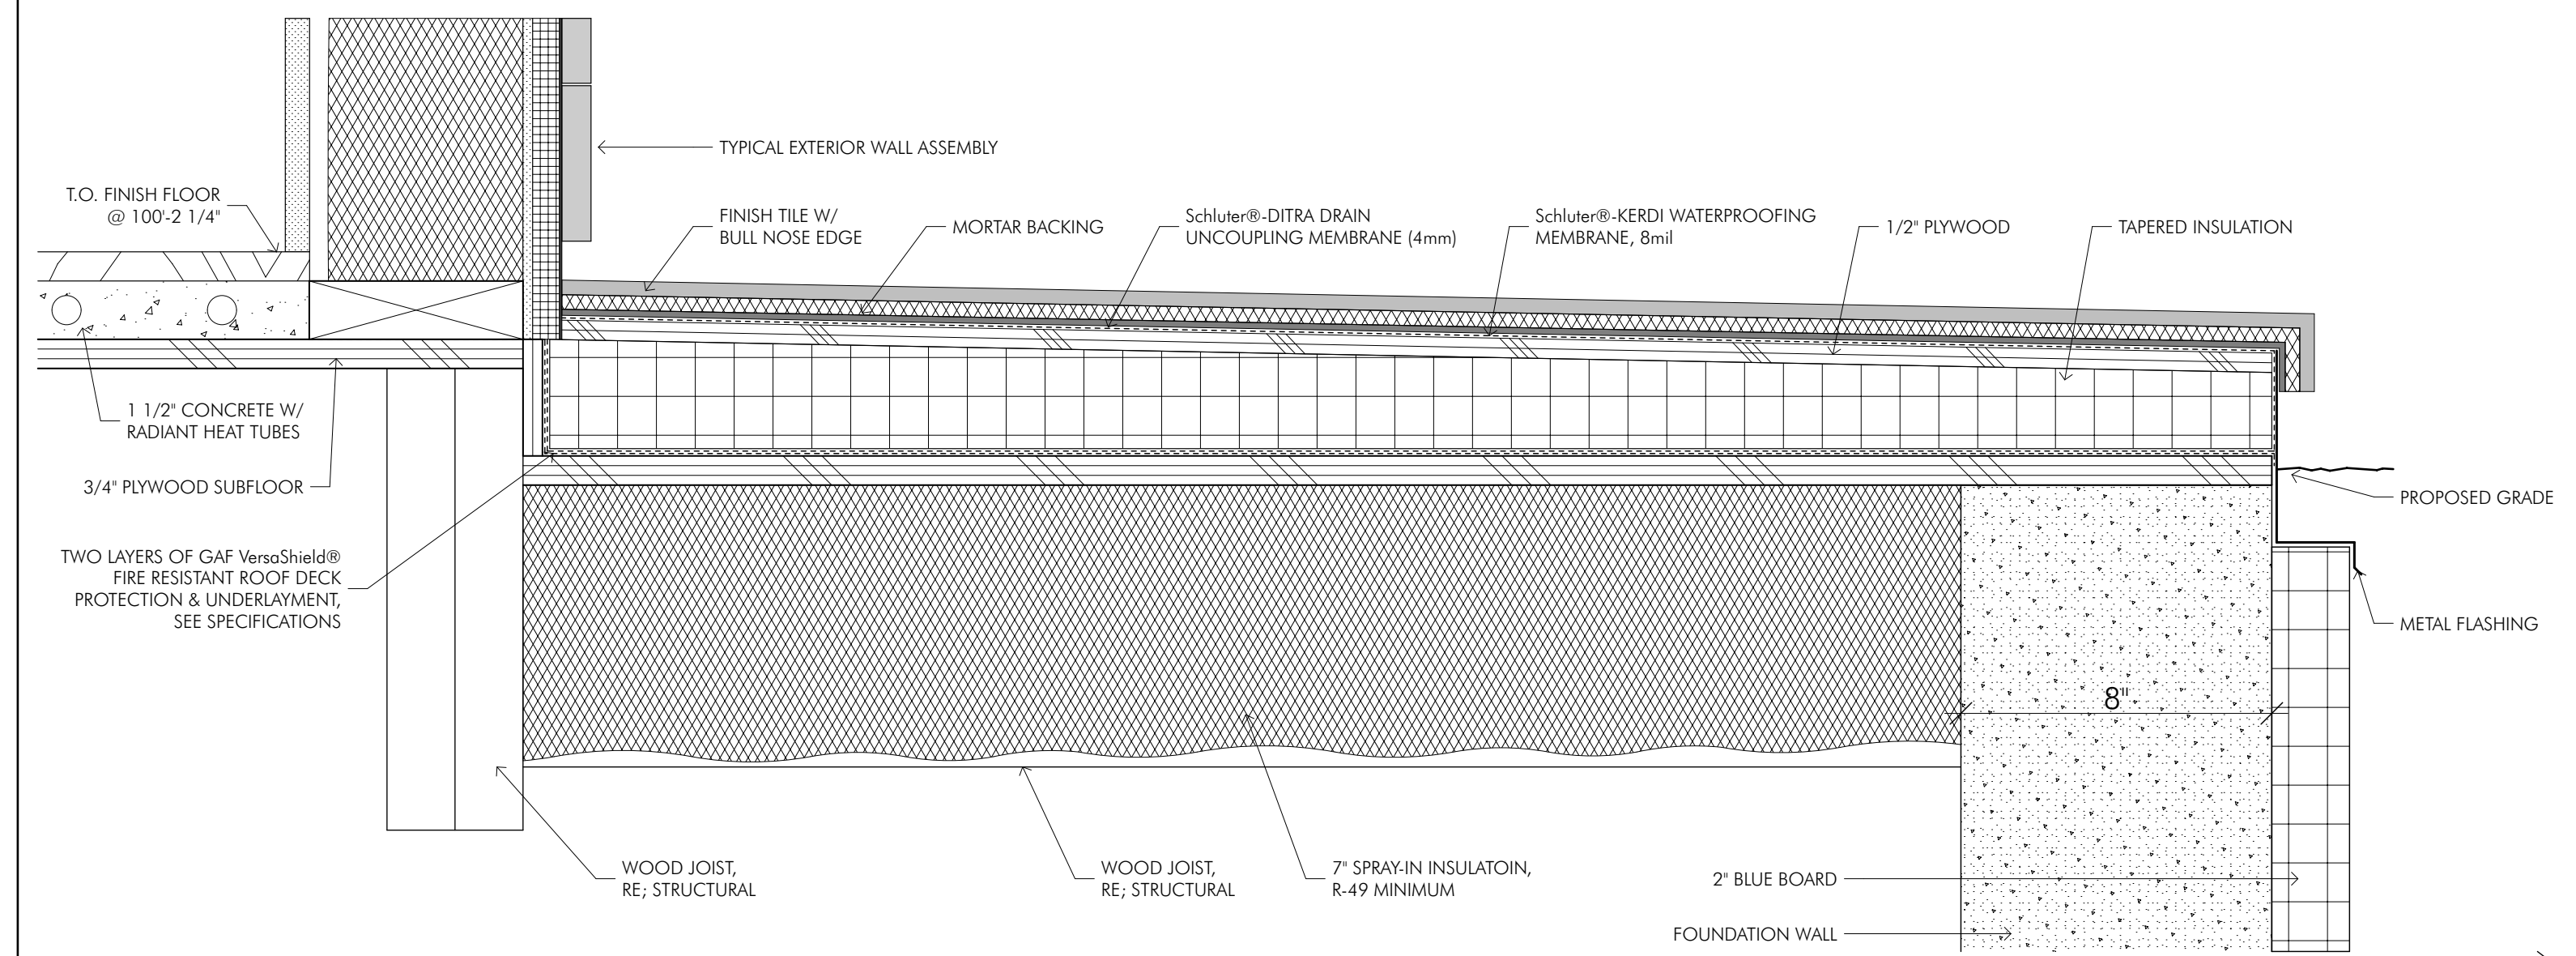 TYPICAL EXTERIOR WALL ASSEMBLY
T.O. FINISH FLOOR
@ 100'-2 1/4"
FINISH TILE W/
BULL NOSE EDGE
MORTAR BACKING
Schluter®-DITRA DRAIN
UNCOUPLING MEMBRANE (4mm)
Schluter®-KERDI WATERPROOFING
MEMBRANE, 8mil
1/2" PLYWOOD
TAPERED INSULATION
1 1/2" CONCRETE W/
RADIANT HEAT TUBES
3/4" PLYWOOD SUBFLOOR
PROPOSED GRADE
TWO LAYERS OF GAF VersaShield®
FIRE RESISTANT ROOF DECK
PROTECTION & UNDERLAYMENT,
SEE SPECIFICATIONS
METAL FLASHING
8"
WOOD JOIST,
RE; STRUCTURAL
WOOD JOIST,
RE; STRUCTURAL
7" SPRAY-IN INSULATOIN,
R-49 MINIMUM
2" BLUE BOARD
FOUNDATION WALL